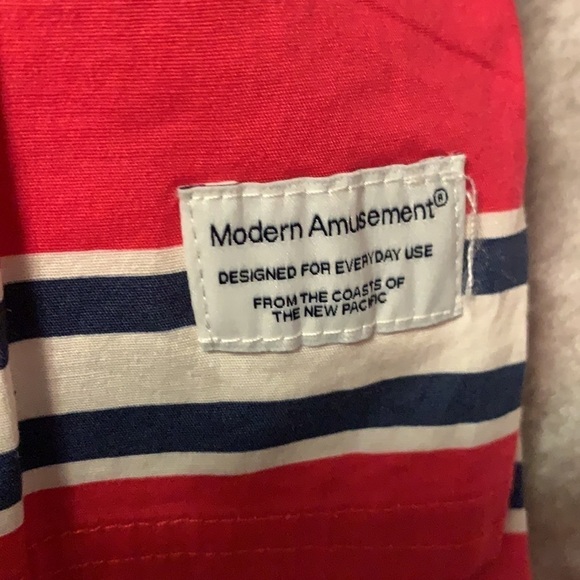 Modern Amusement®
DESIGNED FOR EVERYDAY USE
FROM THE COASTS OF
THE NEW PACIFIC